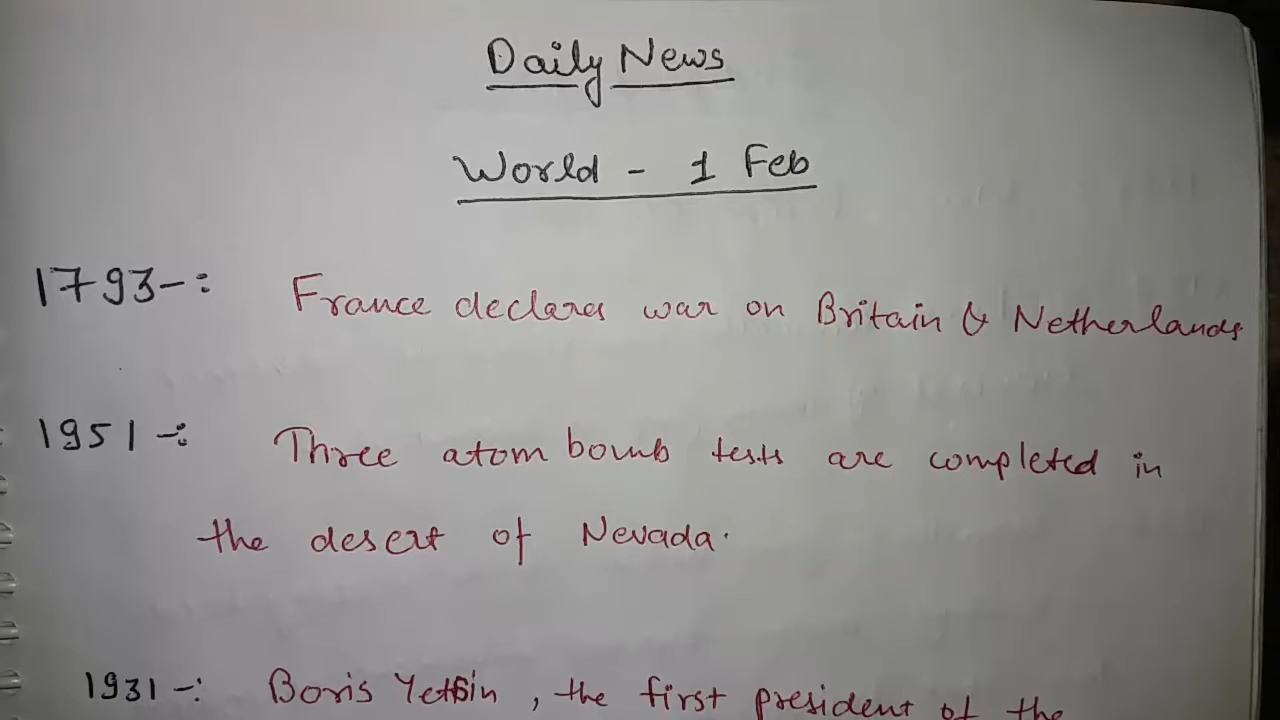 Daily News
World - 1 Feb
1793-: France declares war on Britain & Netherlands
1951-: Three atom bomb tests are completed in
the desert of Nevada.
1931-: Boris Yeltsin, the first president of the